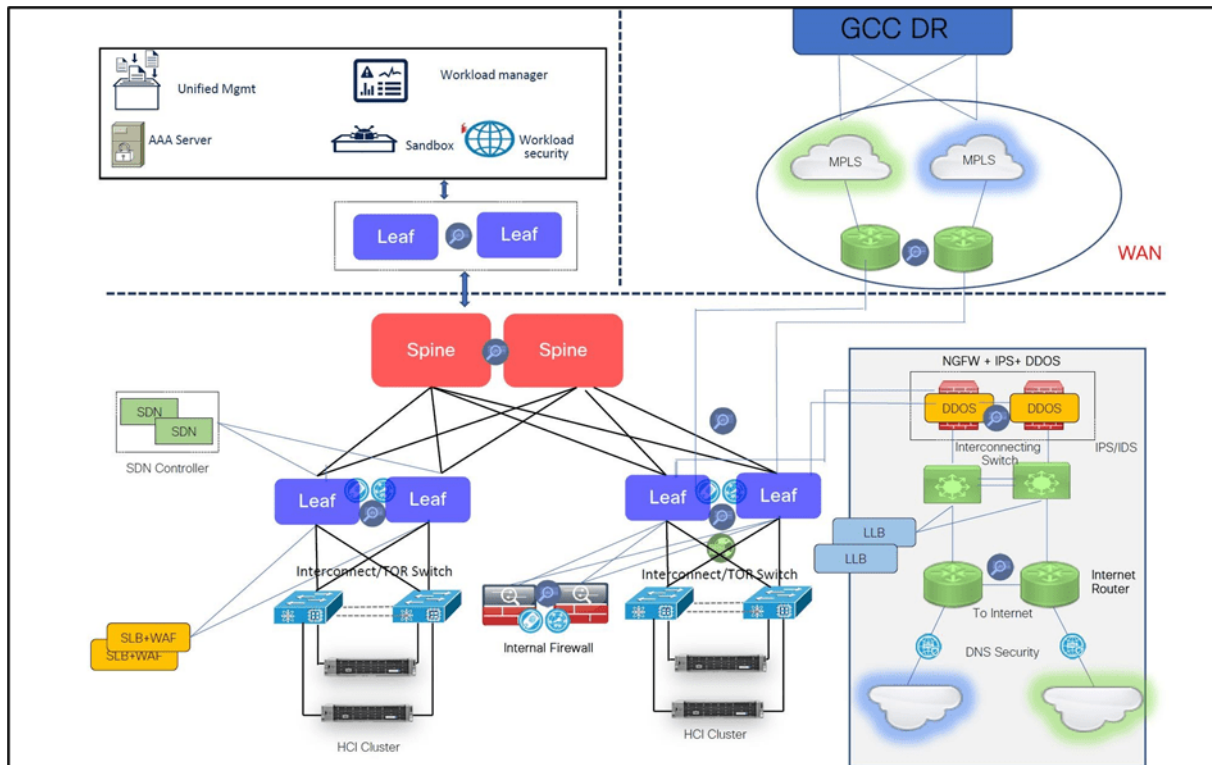 GCC DR
Unified Mgmt
Workload manager
AAA Server
Sandbox
Workload
security
MPLS
MPLS
Leaf
Leaf
WAN
Spine
Spine
NGFW + IPS+ DDOS
DDOS
DDOS
SDN
SDN
SDN Controller
Interconnecting
Switch
IPS/IDS
Leaf
Leaf
Leaf
Leaf
LLB
LLB
Interconnect/TOR Switch
Interconnect/TOR Switch
Internet
Router
To Internet
SLB+WAF
SLB+WAF
Internal Firewall
DNS Security
HCI Cluster
HCI Cluster